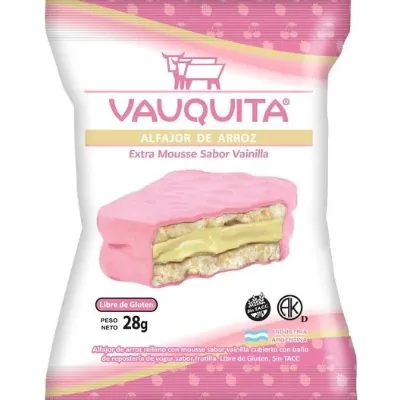 VAUQUITA®
ALFAJOR DE ARROZ
Extra Mousse Sabor Vainilla
Libre de Gluten
PESO
NETO 28g
Sin TACC
D
INDUSTRIA
ARGENTINA
Alfajor de arroz relleno con mousse sabor vainilla cubierto con baño
de repostería de yogur sabor frutilla. Libre de Gluten. Sin TACC